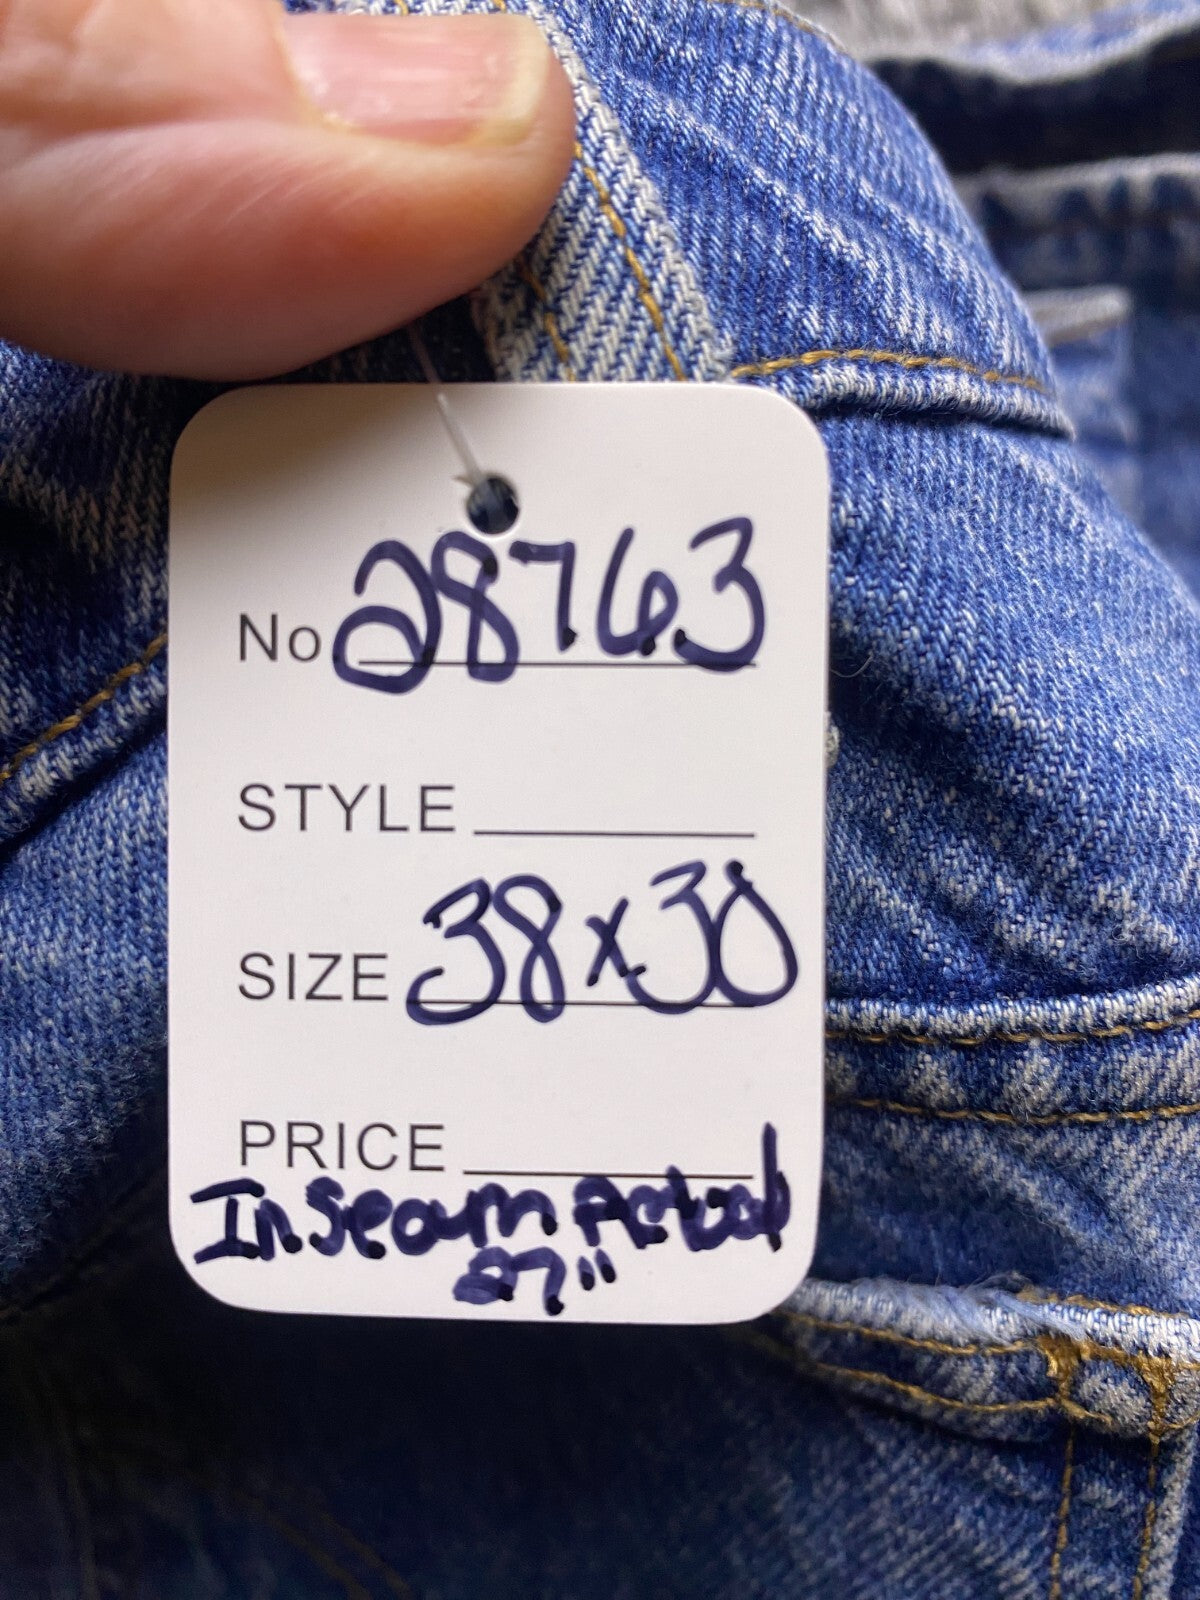 No 28763
STYLE
SIZE 38x30
PRICE
Inseam Actual
27"